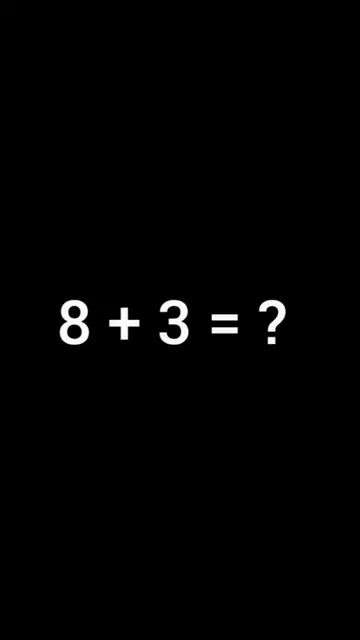 8 + 3 = ?